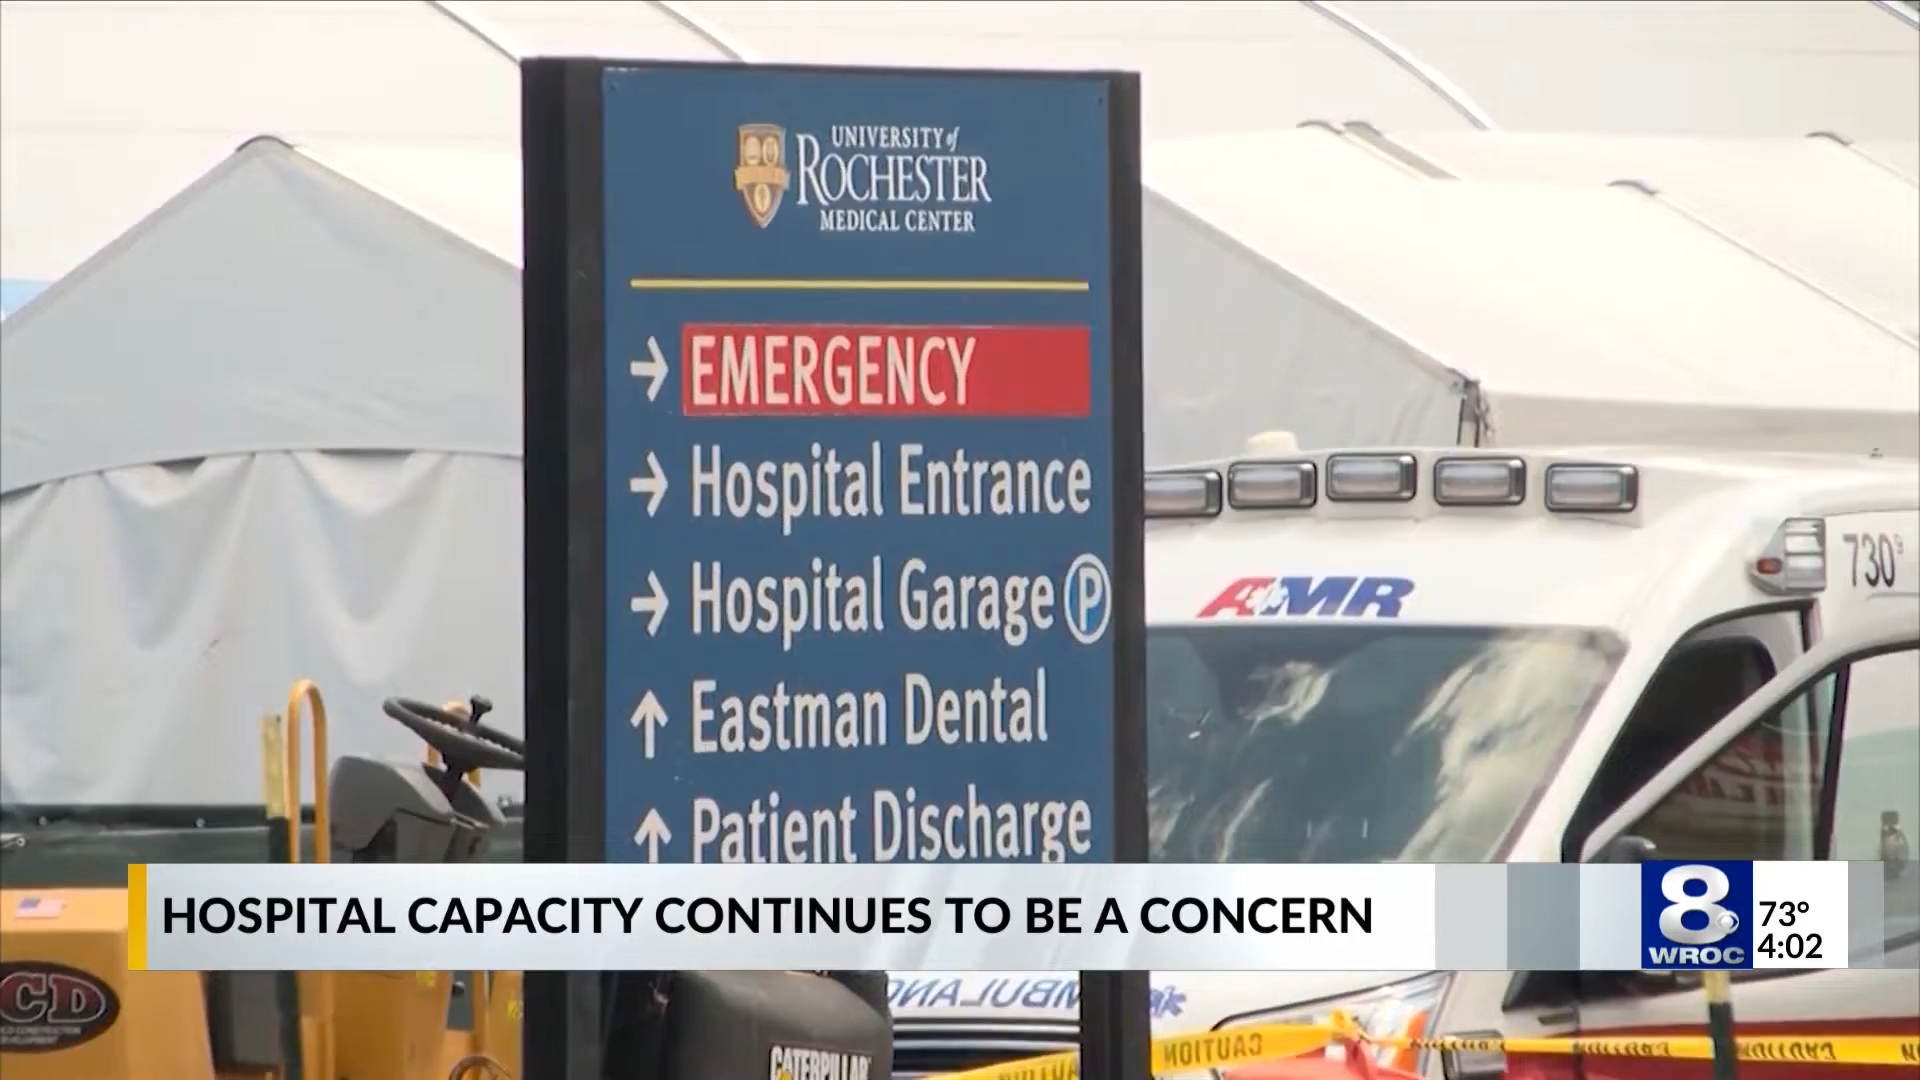 UNIVERSITY of
ROCHESTER
MEDICAL CENTER
→ EMERGENCY
→ Hospital Entrance
→ Hospital Garage P
↑ Eastman Dental
↑ Patient Discharge
730
AMR
HOSPITAL CAPACITY CONTINUES TO BE A CONCERN
8
WROC
73°
4:02
CD
CATERPILLAR
CAUTION